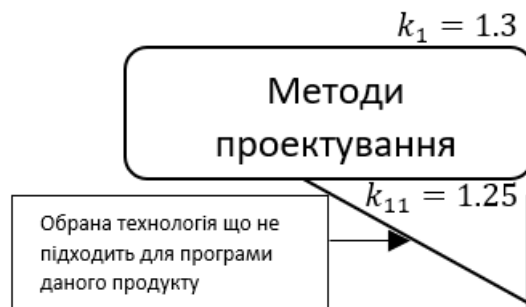 k₁ = 1.3
Методи
проектування
k₁₁ = 1.25
Обрана технологія що не
підходить для програми
даного продукту